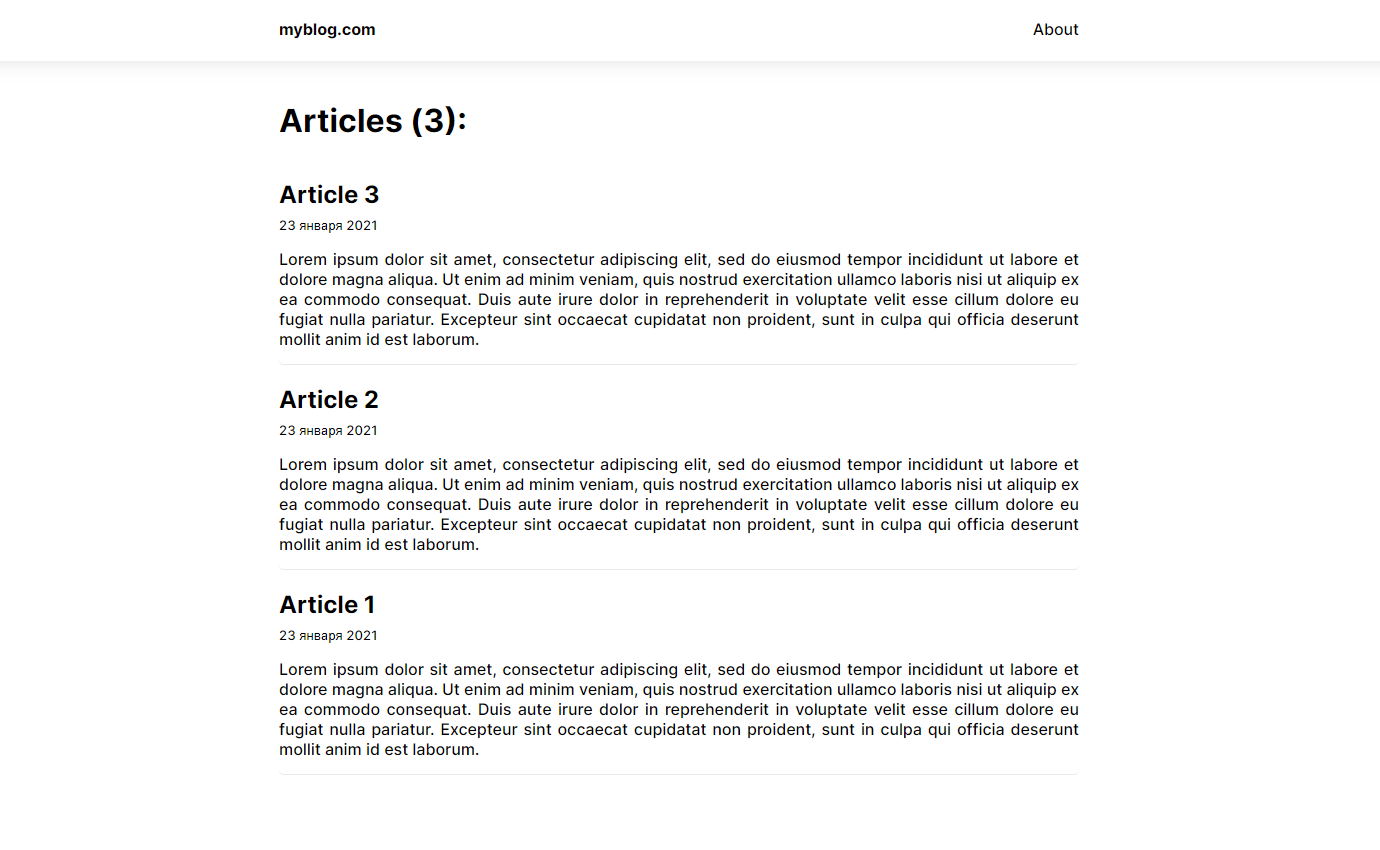 myblog.com
About
Articles (3):
Article 3
23 января 2021
Lorem ipsum dolor sit amet, consectetur adipiscing elit, sed do eiusmod tempor incididunt ut labore et
dolore magna aliqua. Ut enim ad minim veniam, quis nostrud exercitation ullamco laboris nisi ut aliquip ex
ea commodo consequat. Duis aute irure dolor in reprehenderit in voluptate velit esse cillum dolore eu
fugiat nulla pariatur. Excepteur sint occaecat cupidatat non proident, sunt in culpa qui officia deserunt
mollit anim id est laborum.
Article 2
23 января 2021
Lorem ipsum dolor sit amet, consectetur adipiscing elit, sed do eiusmod tempor incididunt ut labore et
dolore magna aliqua. Ut enim ad minim veniam, quis nostrud exercitation ullamco laboris nisi ut aliquip ex
ea commodo consequat. Duis aute irure dolor in reprehenderit in voluptate velit esse cillum dolore eu
fugiat nulla pariatur. Excepteur sint occaecat cupidatat non proident, sunt in culpa qui officia deserunt
mollit anim id est laborum.
Article 1
23 января 2021
Lorem ipsum dolor sit amet, consectetur adipiscing elit, sed do eiusmod tempor incididunt ut labore et
dolore magna aliqua. Ut enim ad minim veniam, quis nostrud exercitation ullamco laboris nisi ut aliquip ex
ea commodo consequat. Duis aute irure dolor in reprehenderit in voluptate velit esse cillum dolore eu
fugiat nulla pariatur. Excepteur sint occaecat cupidatat non proident, sunt in culpa qui officia deserunt
mollit anim id est laborum.